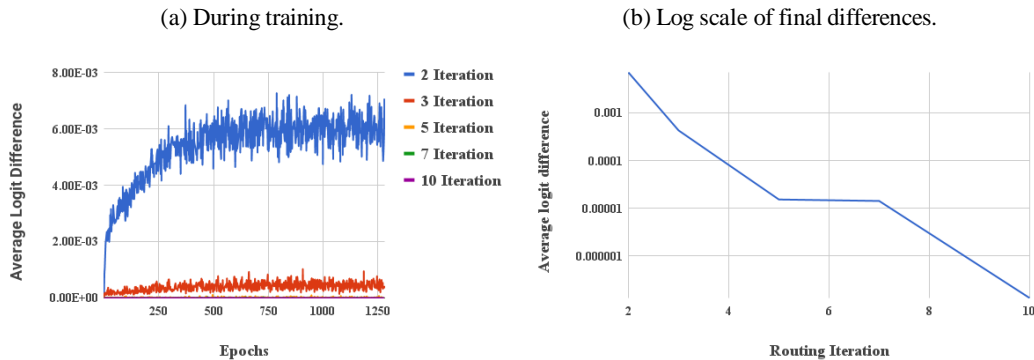 (a) During training.
(b) Log scale of final differences.
8.00E-03
6.00E-03
4.00E-03
2.00E-03
0.00E+00
Average Logit Difference
250
500
750
1000
1250
Epochs
2 Iteration
3 Iteration
5 Iteration
7 Iteration
10 Iteration
0.001
0.0001
0.00001
0.000001
Average logit difference
2
4
6
8
10
Routing Iteration